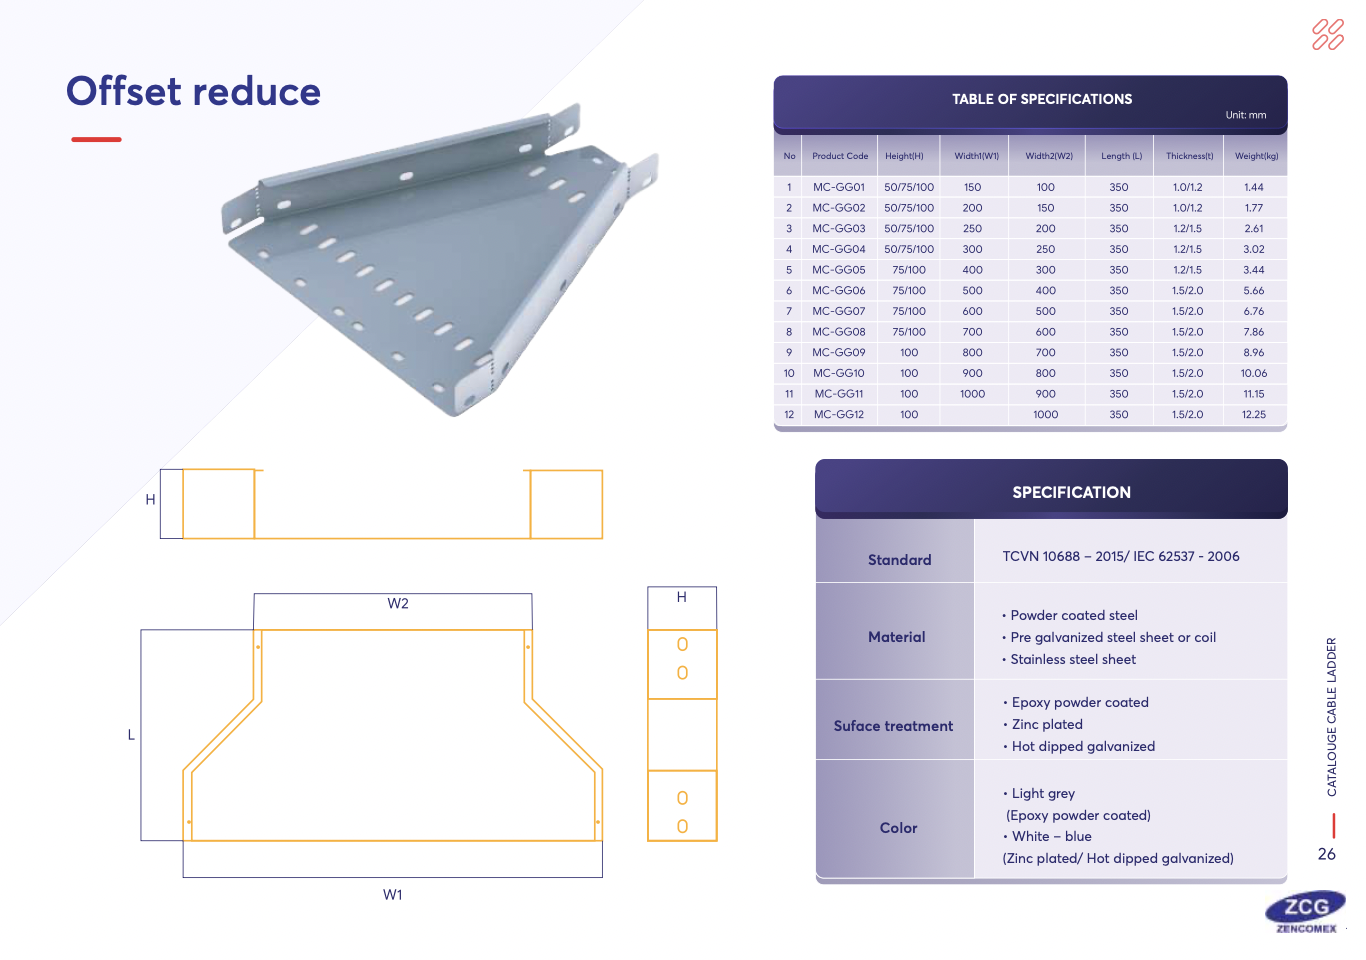 Offset reduce
TABLE OF SPECIFICATIONS
Unit: mm
No Product Code Height(H) Width1(W1) Width2(W2) Length (L) Thickness(t) Weight(kg)
1 MC-GG01 50/75/100 150 100 350 1.0/1.2 1.44
2 MC-GG02 50/75/100 200 150 350 1.0/1.2 1.77
3 MC-GG03 50/75/100 250 200 350 1.2/1.5 2.61
4 MC-GG04 50/75/100 300 250 350 1.2/1.5 3.02
5 MC-GG05 75/100 400 300 350 1.2/1.5 3.44
6 MC-GG06 75/100 500 400 350 1.5/2.0 5.66
7 MC-GG07 75/100 600 500 350 1.5/2.0 6.76
8 MC-GG08 75/100 700 600 350 1.5/2.0 7.86
9 MC-GG09 100 800 700 350 1.5/2.0 8.96
10 MC-GG10 100 900 800 350 1.5/2.0 10.06
11 MC-GG11 100 1000 900 350 1.5/2.0 11.15
12 MC-GG12 100 1000 350 1.5/2.0 12.25
H
W2
H
L
W1
SPECIFICATION
Standard
TCVN 10688 – 2015/ IEC 62537 - 2006
Material
• Powder coated steel
• Pre galvanized steel sheet or coil
• Stainless steel sheet
Suface treatment
• Epoxy powder coated
• Zinc plated
• Hot dipped galvanized
Color
• Light grey
(Epoxy powder coated)
• White – blue
(Zinc plated/ Hot dipped galvanized)
CATALOUGE CABLE LADDER
26
ZCG
ZENCOMEX